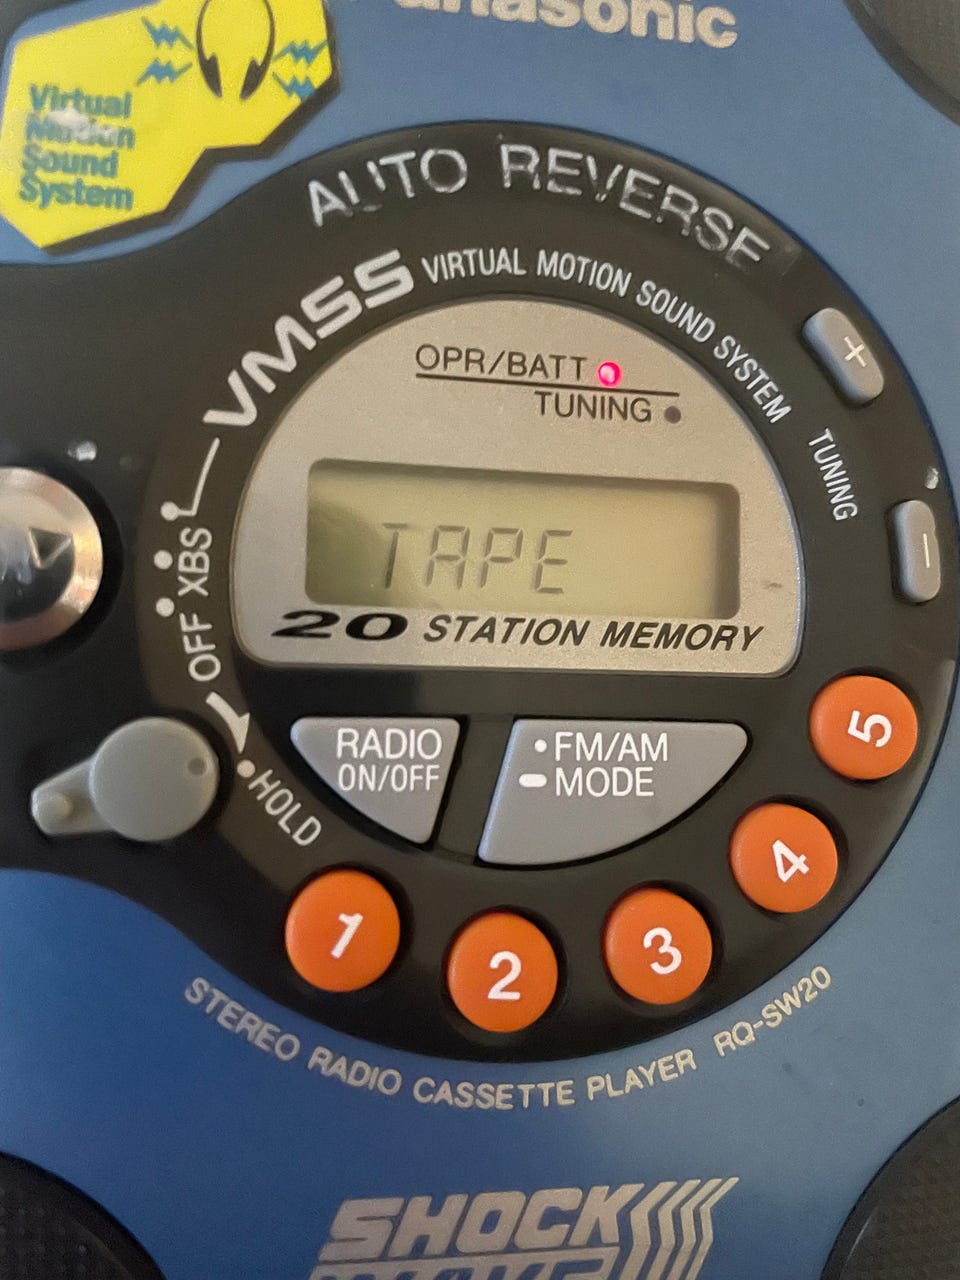 Panasonic
Virtual
Motion
Sound
System
AUTO REVERSE
VMSS VIRTUAL MOTION SOUND SYSTEM
OPR/BATT
TUNING
+
TUNING
−
TAPE
20 STATION MEMORY
XBS
OFF
HOLD
RADIO
ON/OFF
FM/AM
MODE
1
2
3
4
5
STEREO RADIO CASSETTE PLAYER RQ-SW20
SHOCK
WAVE